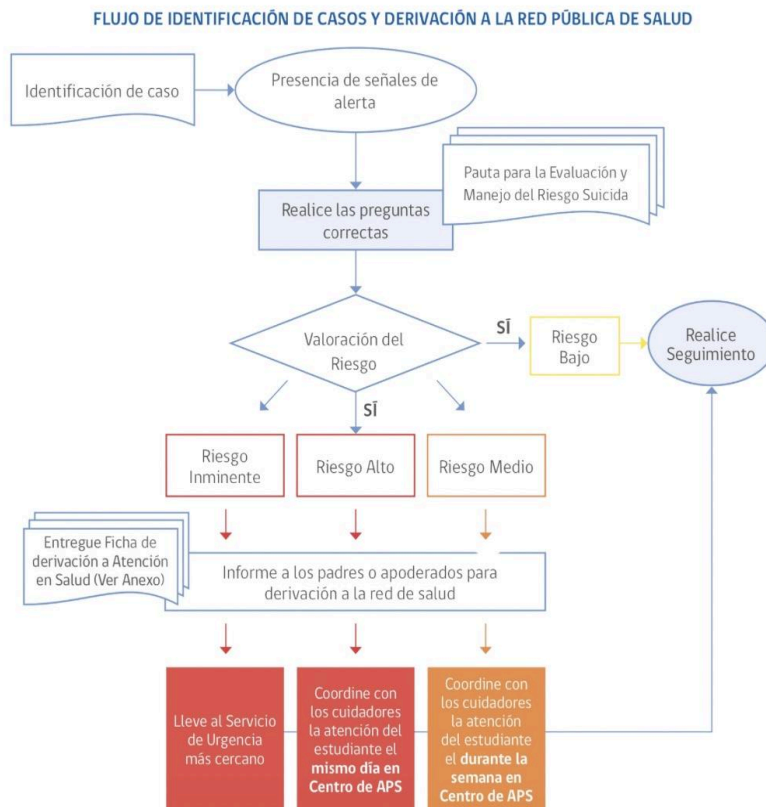 FLUJO DE IDENTIFICACIÓN DE CASOS Y DERIVACIÓN A LA RED PÚBLICA DE SALUD
Identificación de caso
Presencia de señales de
alerta
Pauta para la Evaluación y
Manejo del Riesgo Suicida
Realice las preguntas
correctas
Valoración del
Riesgo
SÍ
Riesgo
Bajo
Realice
Seguimiento
SÍ
Riesgo
Inminente
Riesgo Alto
Riesgo Medio
Entregue Ficha de
derivación a Atención
en Salud (Ver Anexo)
Informe a los padres o apoderados para
derivación a la red de salud
Lleve al Servicio
de Urgencia
más cercano
Coordine con
los cuidadores
la atención del
estudiante el
mismo día en
Centro de APS
Coordine con los
cuidadores
la atención
del estudiante
el durante la
semana en
Centro de APS